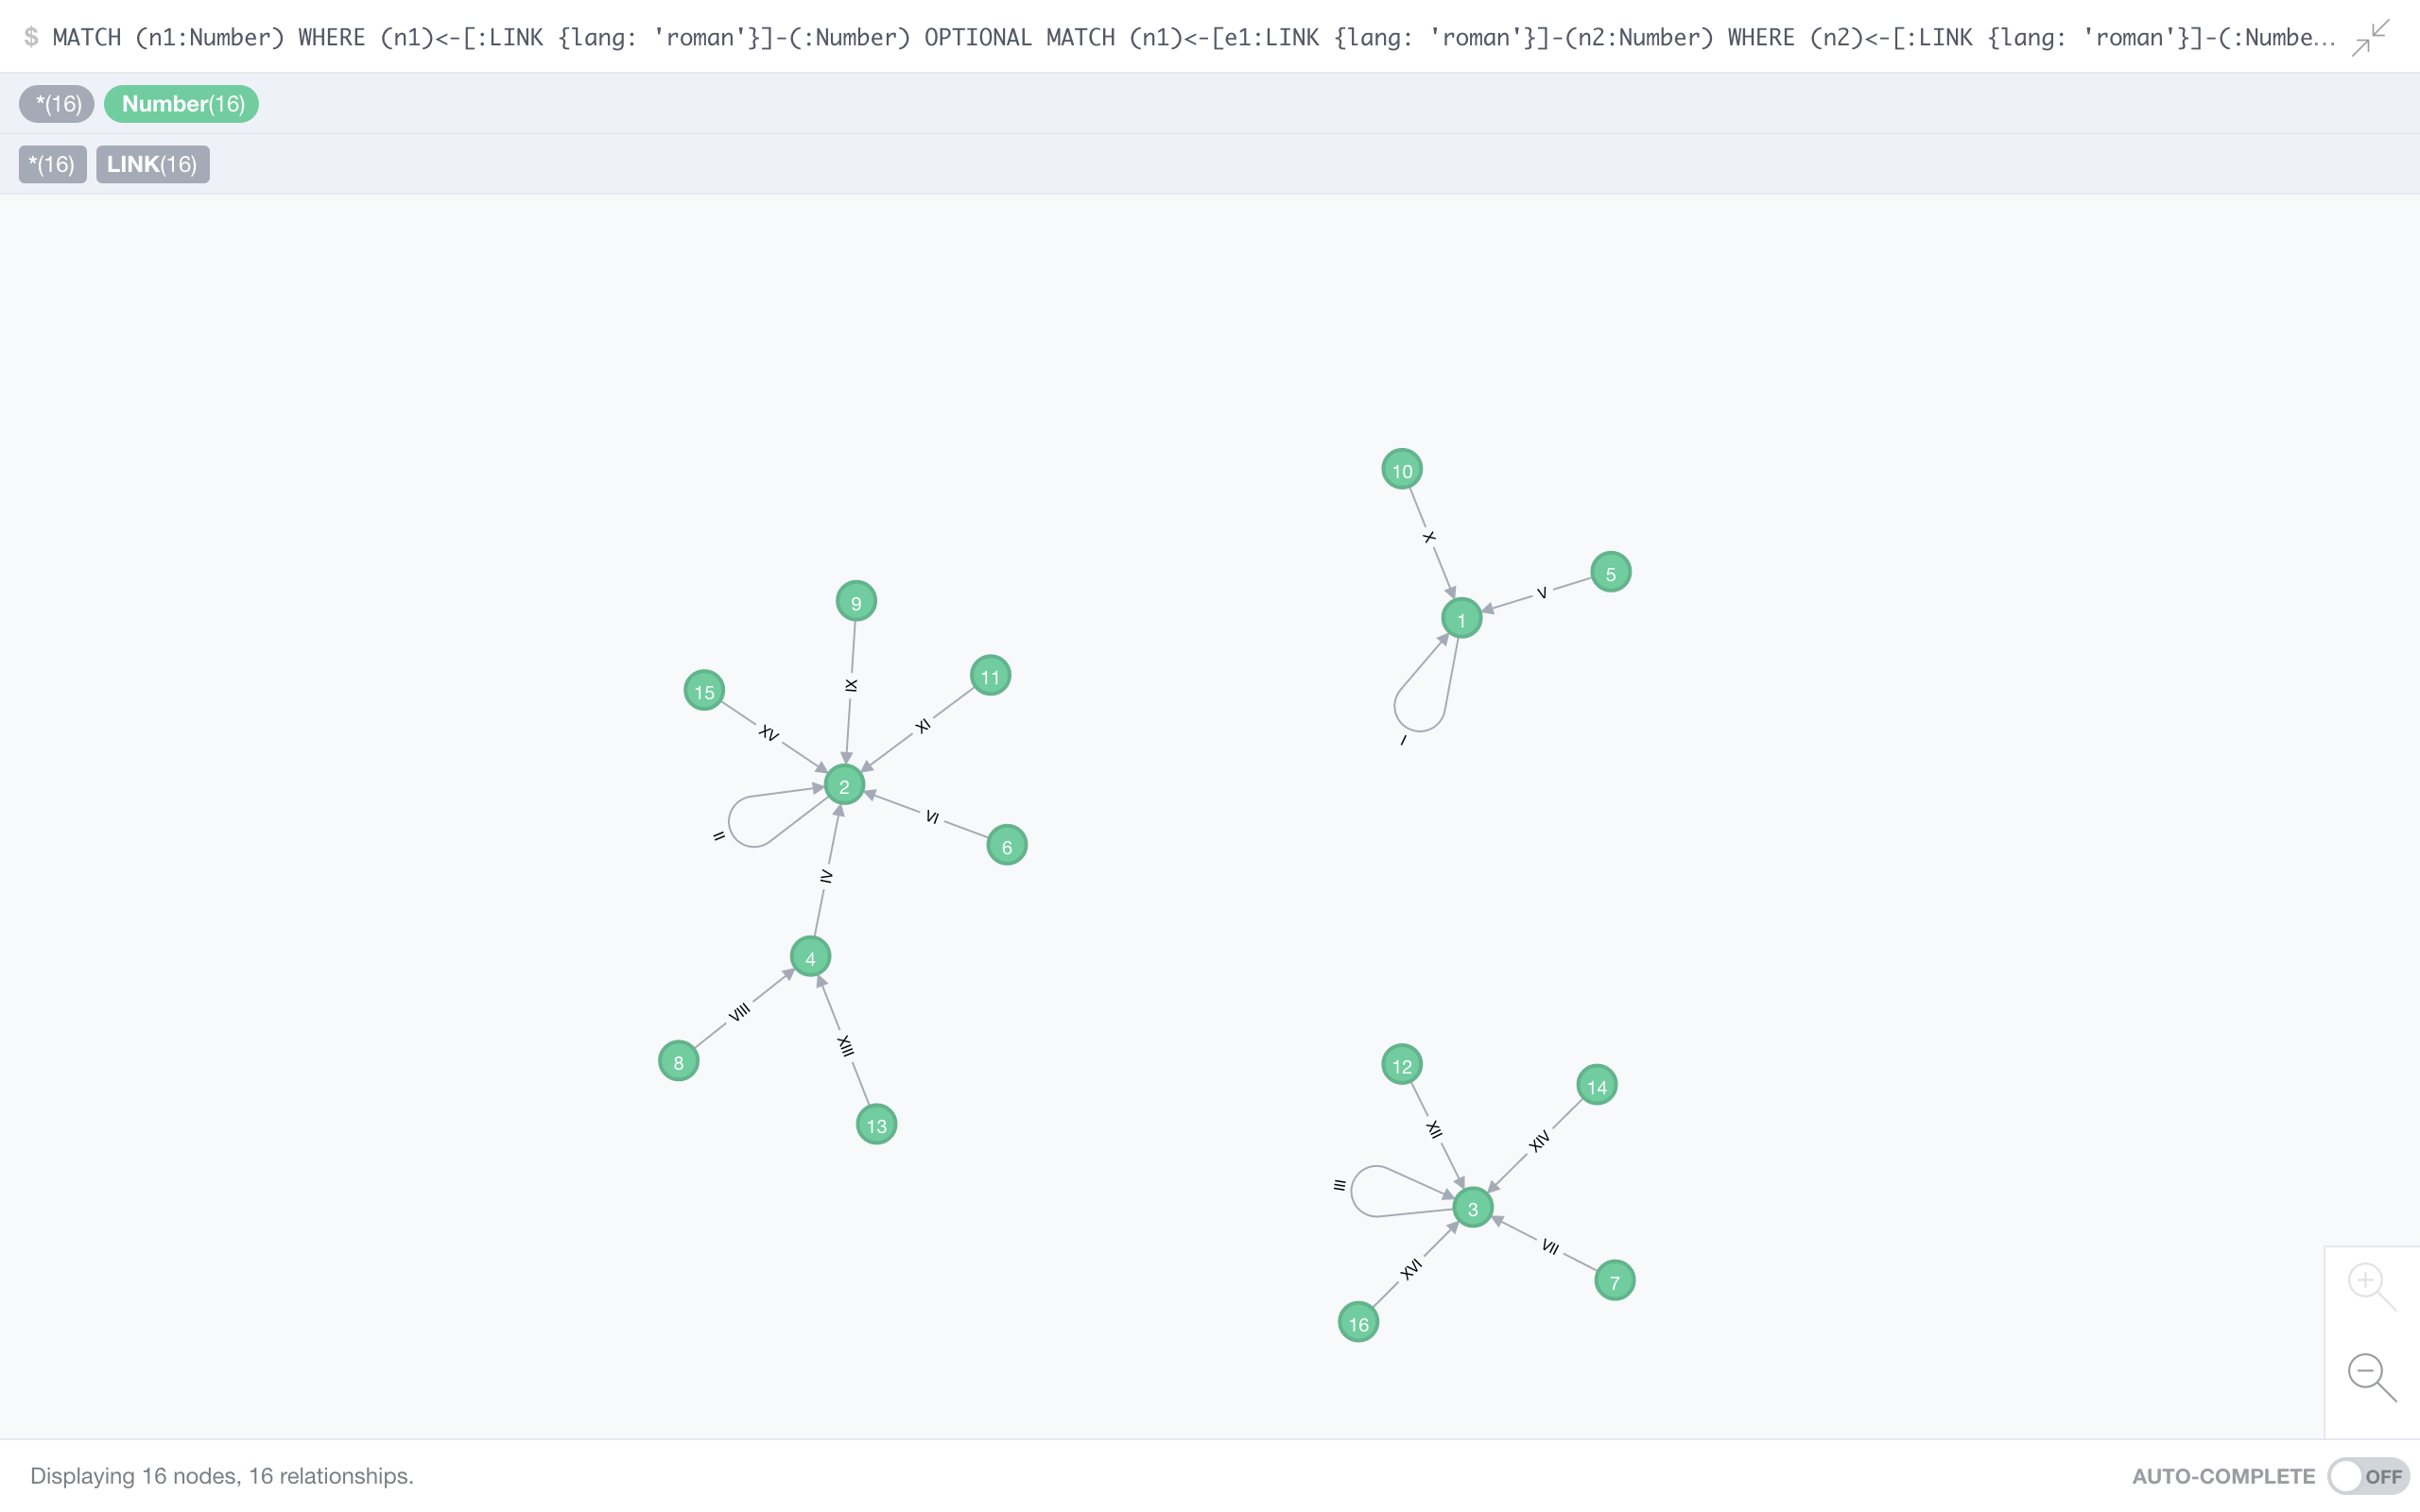 $ MATCH (n1:Number) WHERE (n1)<-[:LINK {lang: 'roman'}]-(:Number) OPTIONAL MATCH (n1)<-[e1:LINK {lang: 'roman'}]-(n2:Number) WHERE (n2)<-[:LINK {lang: 'roman'}]-(:Numbe...
*(16) Number(16)
*(16) LINK(16)
10
X
5
V
1
I
9
IX
11
XI
15
XV
2
II
VI
6
IV
4
VIII
8
XIII
13
12
XII
14
XIV
III
3
VII
7
XVI
16
Displaying 16 nodes, 16 relationships.
AUTO-COMPLETE OFF